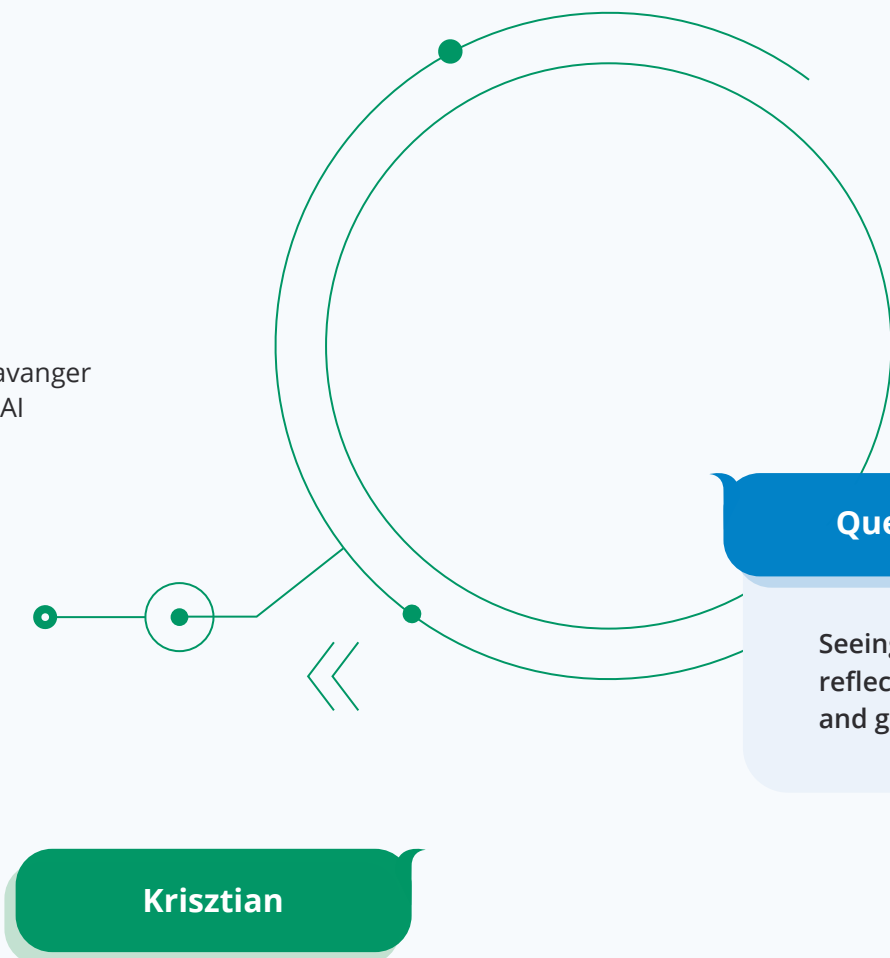 avanger
AI
Que
Seeing
reflec
and g
Krisztian